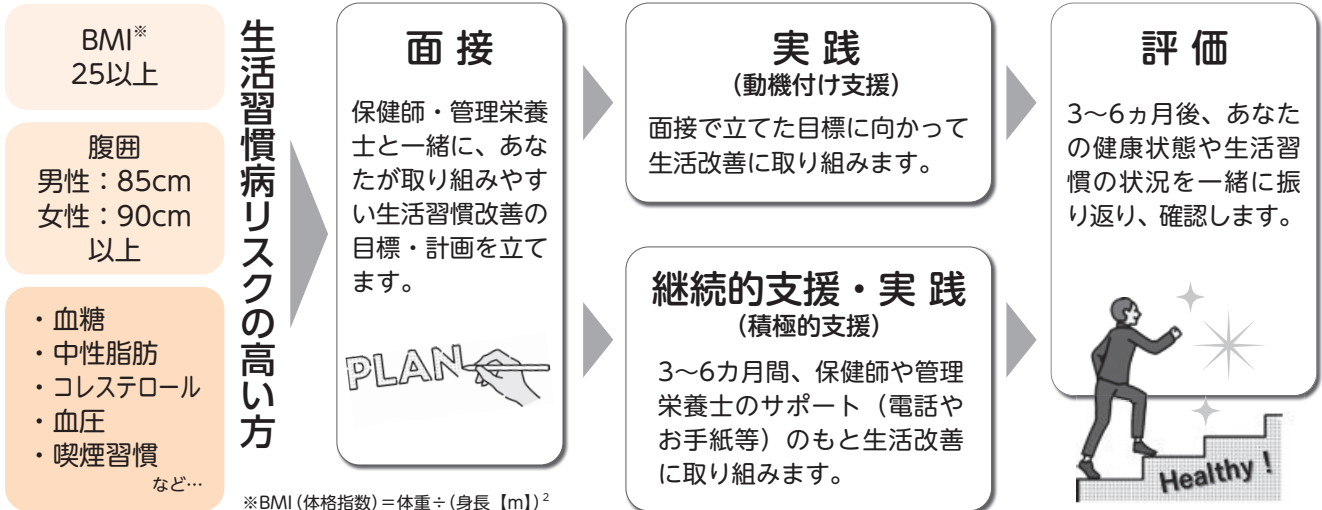 BMI※
25以上
腹囲
男性：85cm
女性：90cm
以上
・血糖
・中性脂肪
・コレステロール
・血圧
・喫煙習慣
など…
生活習慣病リスクの高い方
面 接
保健師・管理栄養
士と一緒に、あな
たが取り組みやす
い生活習慣改善の
目標・計画を立て
ます。
PLAN
※BMI（体格指数）＝体重÷（身長【m】）²
実 践
（動機付け支援）
面接で立てた目標に向かって
生活改善に取り組みます。
継続的支援・実 践
（積極的支援）
3〜6カ月間、保健師や管理
栄養士のサポート（電話や
お手紙等）のもと生活改善
に取り組みます。
評 価
3〜6ヵ月後、あなた
の健康状態や生活習
慣の状況を一緒に振
り返り、確認します。
Healthy！